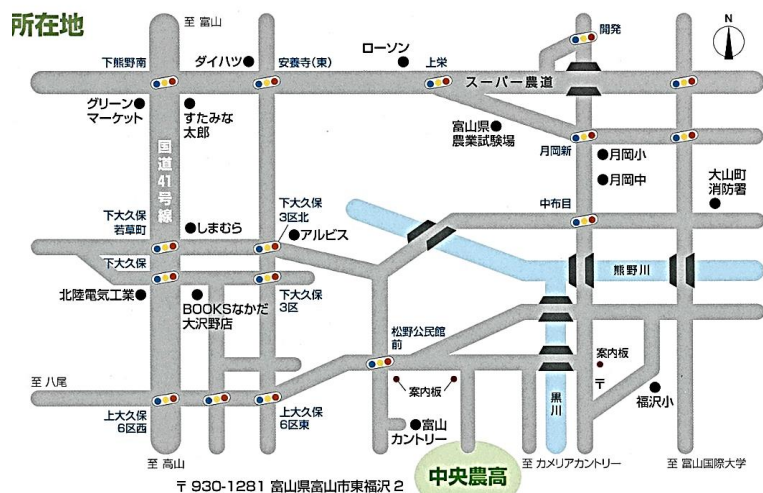 所在地
至 富山
N
開発
ローソン
ダイハツ
安養寺(東)
上栄
下熊野南
スーパー農道
グリーン
マーケット
すたみな
太郎
富山県
農業試験場
月岡新
月岡小
月岡中
大山町
消防署
国道41号線
下大久保
若草町
しまむら
下大久保
3区北
アルビス
中布目
下大久保
熊野川
北陸電気工業
BOOKSなかだ
大沢野店
下大久保
3区
松野公民館
前
案内板
〒
至 八尾
案内板
黒川
福沢小
上大久保
6区西
上大久保
6区東
富山
カントリー
至 高山
中央農高
至 カメリアカントリー
至 富山国際大学
〒930-1281 富山県富山市東福沢2